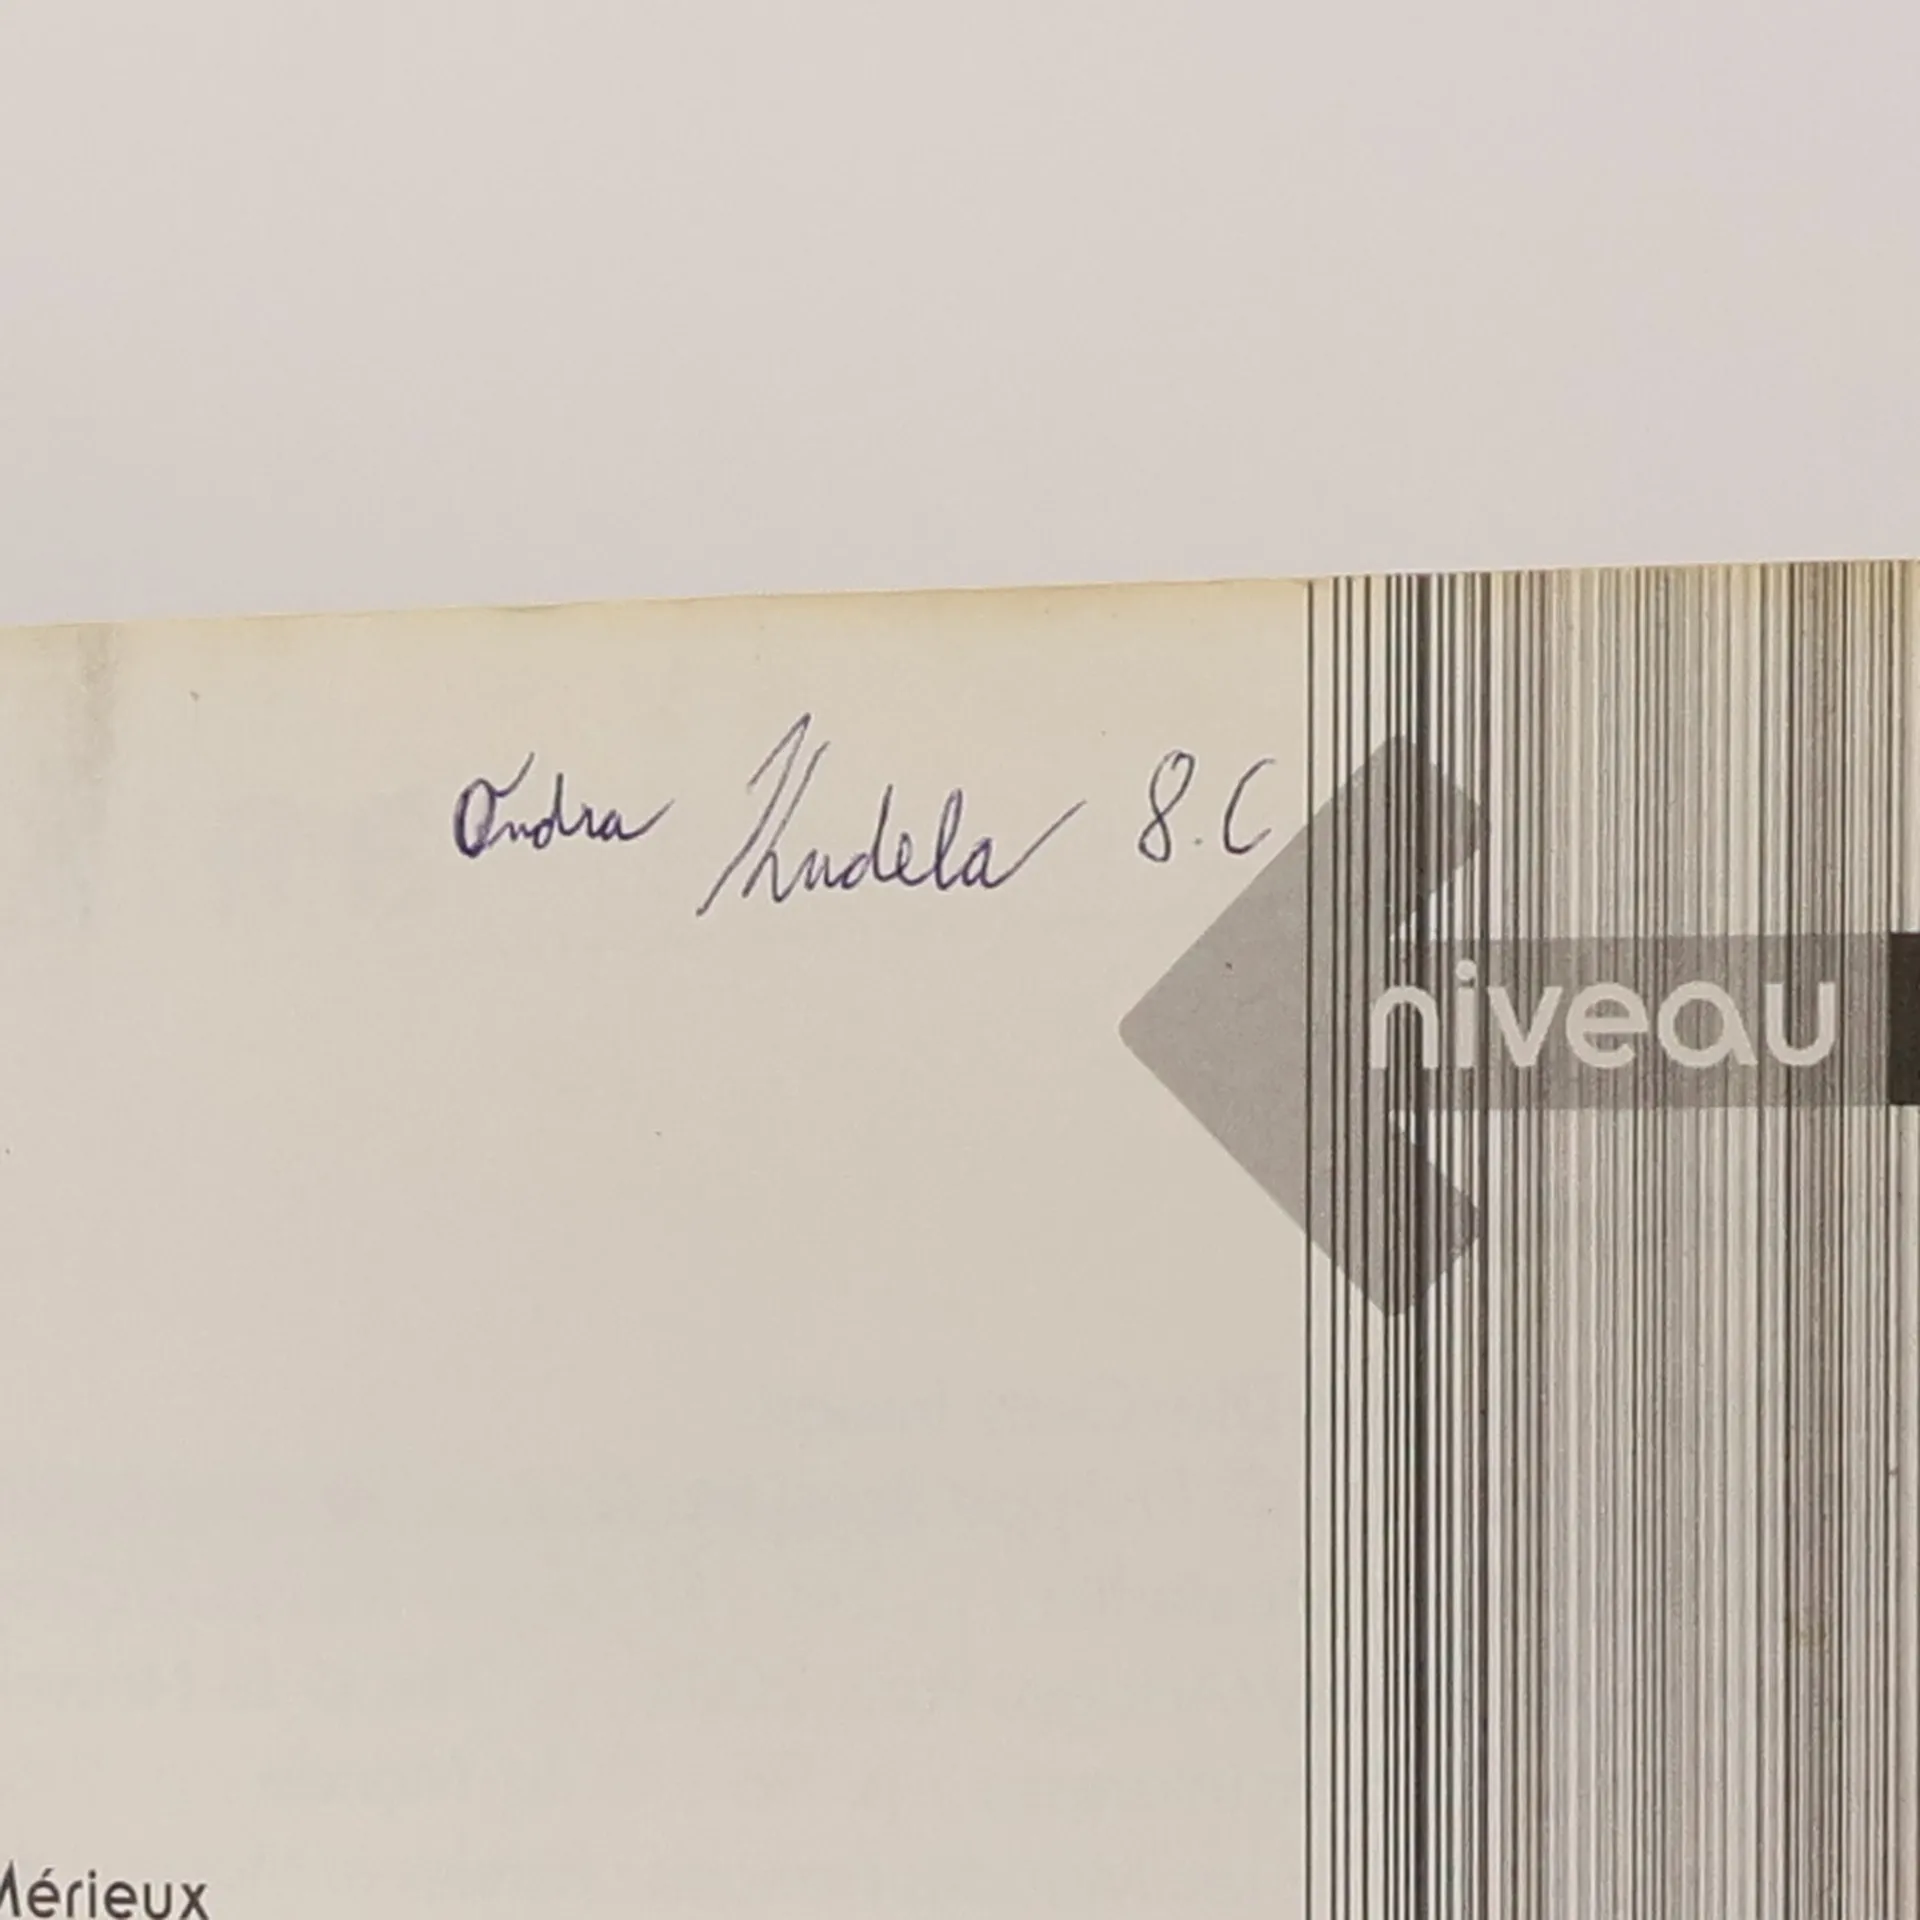 Ondra Kudela 8.C
niveau
Mérieux